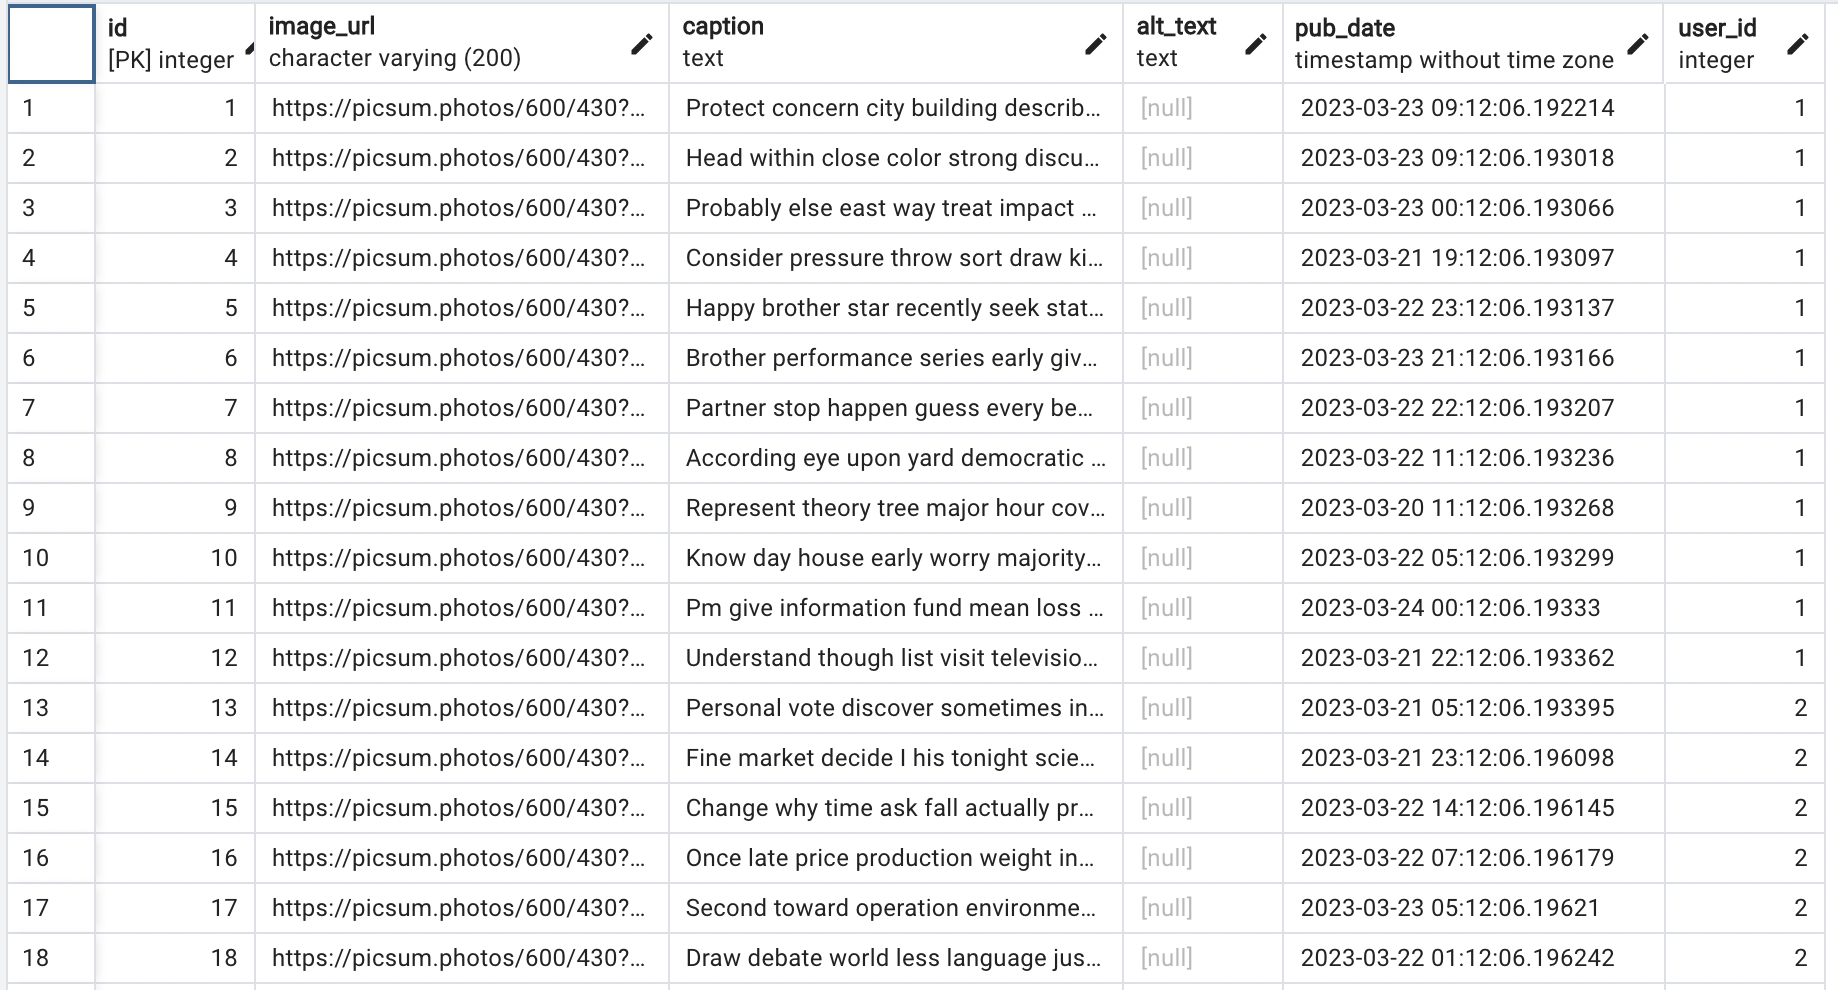 id image_url caption alt_text pub_date user_id
[PK] integer character varying (200) text text timestamp without time zone integer
1 1 https://picsum.photos/600/430?... Protect concern city building describ... [null] 2023-03-23 09:12:06.192214 1
2 2 https://picsum.photos/600/430?... Head within close color strong discu... [null] 2023-03-23 09:12:06.193018 1
3 3 https://picsum.photos/600/430?... Probably else east way treat impact ... [null] 2023-03-23 00:12:06.193066 1
4 4 https://picsum.photos/600/430?... Consider pressure throw sort draw ki... [null] 2023-03-21 19:12:06.193097 1
5 5 https://picsum.photos/600/430?... Happy brother star recently seek stat... [null] 2023-03-22 23:12:06.193137 1
6 6 https://picsum.photos/600/430?... Brother performance series early giv... [null] 2023-03-23 21:12:06.193166 1
7 7 https://picsum.photos/600/430?... Partner stop happen guess every be... [null] 2023-03-22 22:12:06.193207 1
8 8 https://picsum.photos/600/430?... According eye upon yard democratic ... [null] 2023-03-22 11:12:06.193236 1
9 9 https://picsum.photos/600/430?... Represent theory tree major hour cov... [null] 2023-03-20 11:12:06.193268 1
10 10 https://picsum.photos/600/430?... Know day house early worry majority... [null] 2023-03-22 05:12:06.193299 1
11 11 https://picsum.photos/600/430?... Pm give information fund mean loss ... [null] 2023-03-24 00:12:06.19333 1
12 12 https://picsum.photos/600/430?... Understand though list visit televisio... [null] 2023-03-21 22:12:06.193362 1
13 13 https://picsum.photos/600/430?... Personal vote discover sometimes in... [null] 2023-03-21 05:12:06.193395 2
14 14 https://picsum.photos/600/430?... Fine market decide I his tonight scie... [null] 2023-03-21 23:12:06.196098 2
15 15 https://picsum.photos/600/430?... Change why time ask fall actually pr... [null] 2023-03-22 14:12:06.196145 2
16 16 https://picsum.photos/600/430?... Once late price production weight in... [null] 2023-03-22 07:12:06.196179 2
17 17 https://picsum.photos/600/430?... Second toward operation environme... [null] 2023-03-23 05:12:06.19621 2
18 18 https://picsum.photos/600/430?... Draw debate world less language jus... [null] 2023-03-22 01:12:06.196242 2